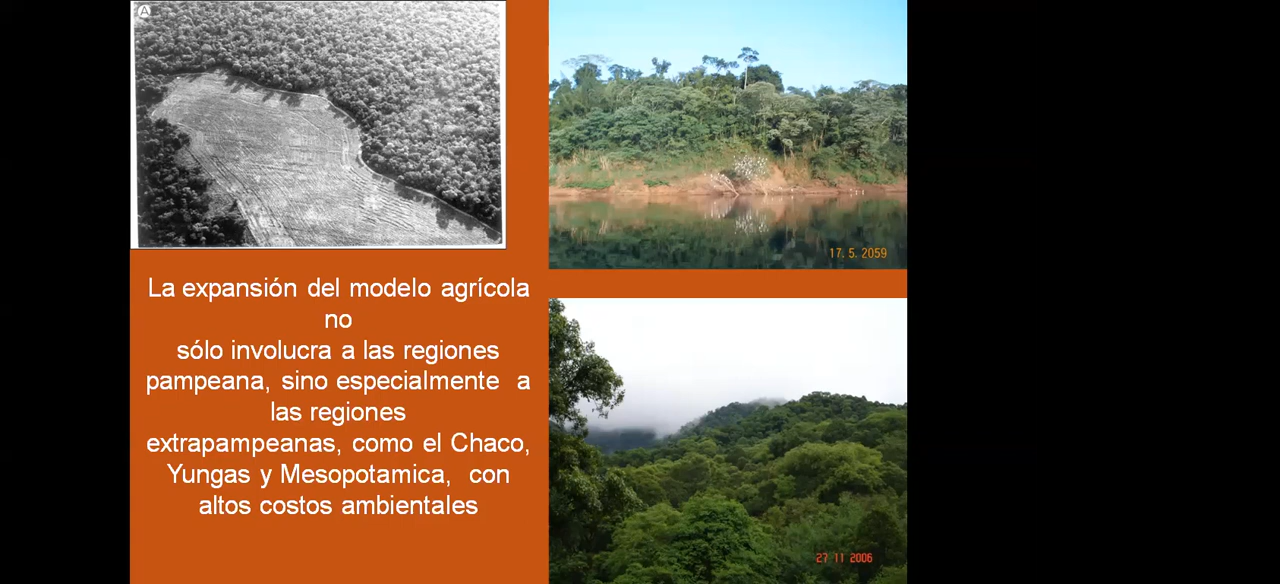 A
17. 5. 2059
La expansión del modelo agrícola
no
sólo involucra a las regiones
pampeana, sino especialmente a
las regiones
extrapampeanas, como el Chaco,
Yungas y Mesopotamica, con
altos costos ambientales
27 11 2006